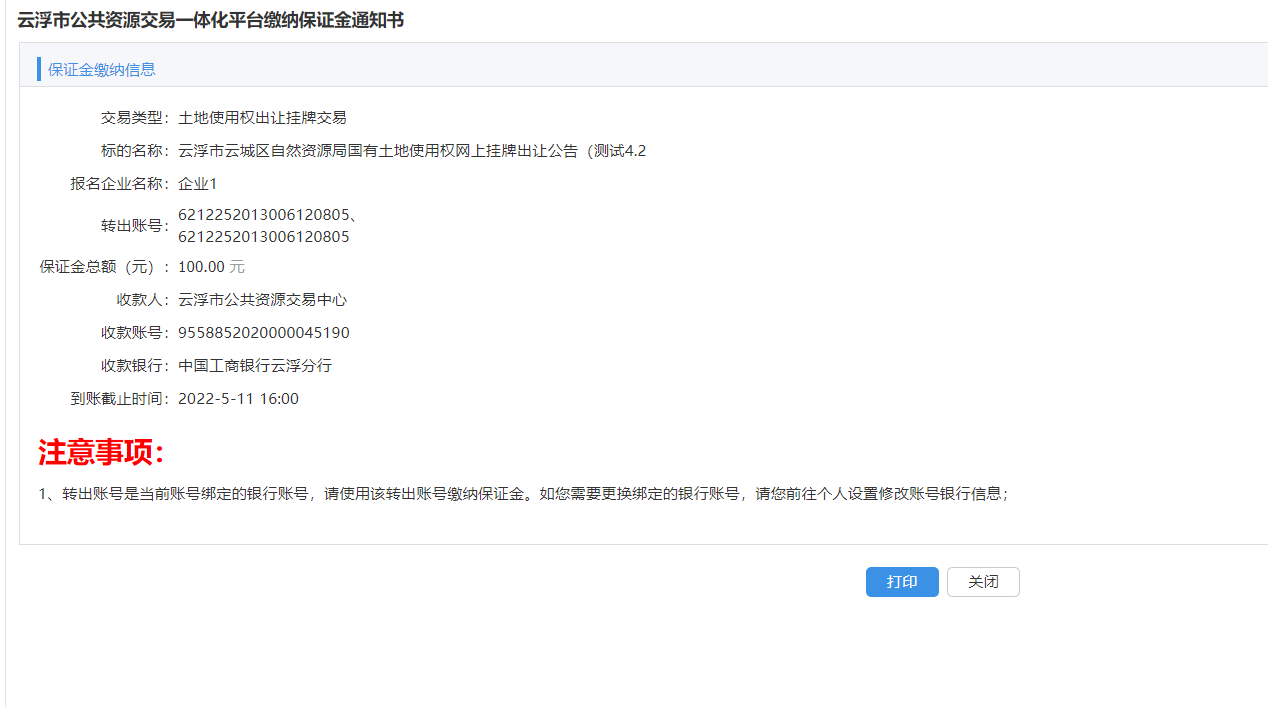 云浮市公共资源交易一体化平台缴纳保证金通知书
保证金缴纳信息
交易类型：土地使用权出让挂牌交易
标的名称：云浮市云城区自然资源局国有土地使用权网上挂牌出让公告（测试4.2
报名企业名称：企业1
转出账号：6212252013006120805、
6212252013006120805
保证金总额（元）：100.00 元
收款人：云浮市公共资源交易中心
收款账号：9558852020000045190
收款银行：中国工商银行云浮分行
到账截止时间：2022-5-11 16:00
注意事项：
1、转出账号是当前账号绑定的银行账号，请使用该转出账号缴纳保证金。如您需要更换绑定的银行账号，请您前往个人设置修改账号银行信息；
打印 关闭